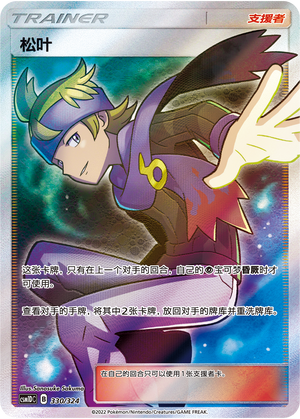 TRAINER
支援者
松叶
这张卡牌，只有在上一个对手的回合，自己的宝可梦昏厥时才
可使用。
查看对手的手牌，将其中2张卡牌，放回对手的牌库并重洗牌库。
Illus. Sanosuke Sakuma
在自己的回合只可以使用1张支援者卡。
CSM2DC D 330/324
©2022 Pokémon/Nintendo/Creatures/GAME FREAK.